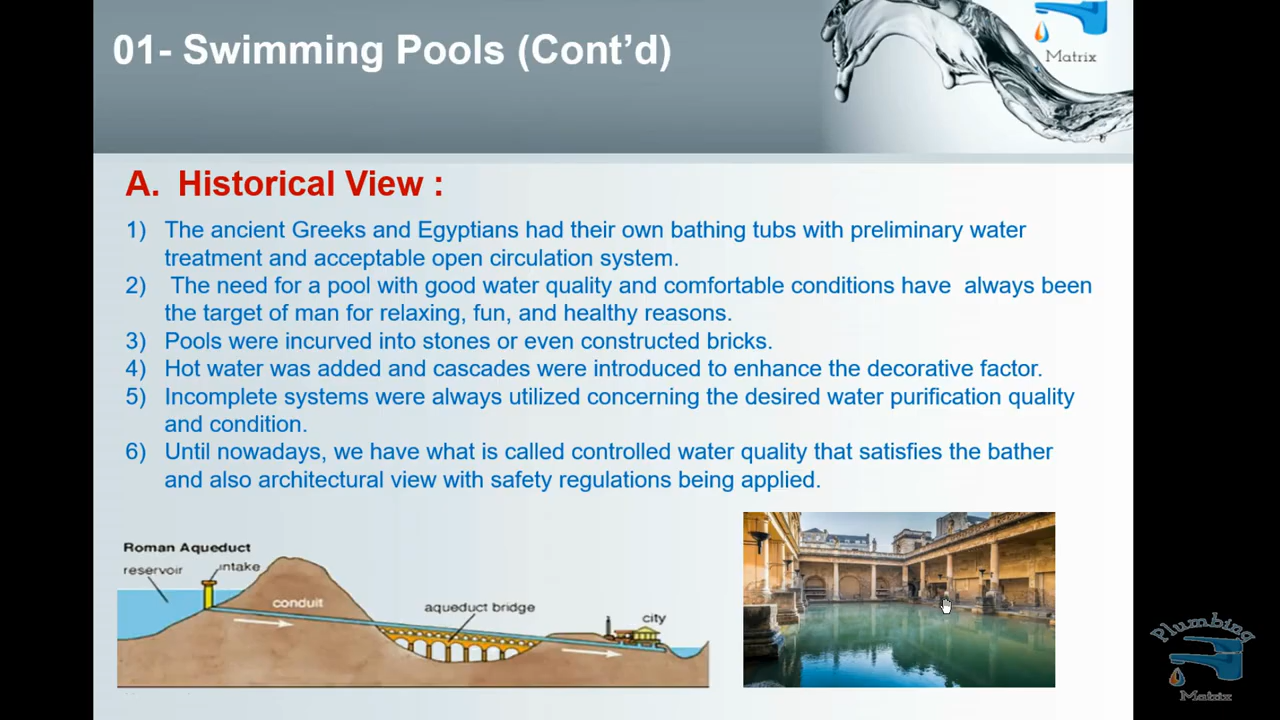 01- Swimming Pools (Cont’d)
Matrix
A. Historical View :
1) The ancient Greeks and Egyptians had their own bathing tubs with preliminary water
treatment and acceptable open circulation system.
2) The need for a pool with good water quality and comfortable conditions have always been
the target of man for relaxing, fun, and healthy reasons.
3) Pools were incurved into stones or even constructed bricks.
4) Hot water was added and cascades were introduced to enhance the decorative factor.
5) Incomplete systems were always utilized concerning the desired water purification quality
and condition.
6) Until nowadays, we have what is called controlled water quality that satisfies the bather
and also architectural view with safety regulations being applied.
Roman Aqueduct
reservoir
intake
conduit
aqueduct bridge
city
Plumbing
Matrix